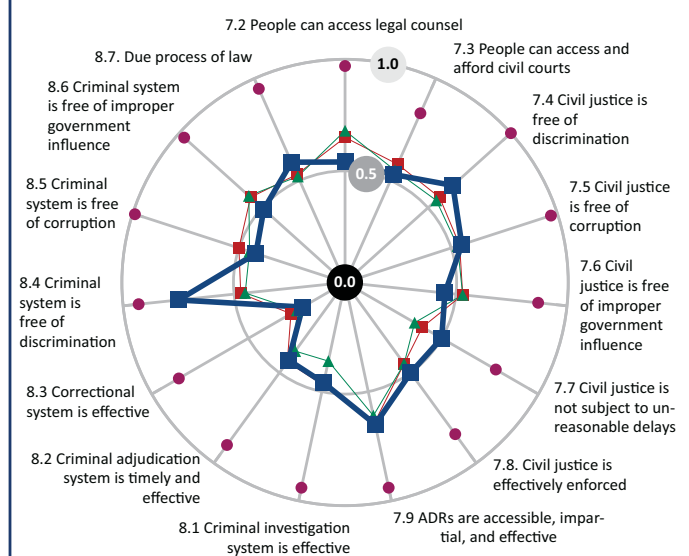 7.2 People can access legal counsel
7.3 People can access and
afford civil courts
7.4 Civil justice is
free of
discrimination
7.5 Civil justice
is free of
corruption
7.6 Civil
justice is free
of improper
government
influence
7.7 Civil justice is
not subject to un-
reasonable delays
7.8. Civil justice is
effectively enforced
7.9 ADRs are accessible, impar-
tial, and effective
8.1 Criminal investigation
system is effective
8.2 Criminal adjudication
system is timely and
effective
8.3 Correctional
system is effective
8.4 Criminal
system is
free of
discrimination
8.5 Criminal
system is free
of corruption
8.6 Criminal system
is free of improper
government
influence
8.7. Due process of law
1.0
0.5
0.0